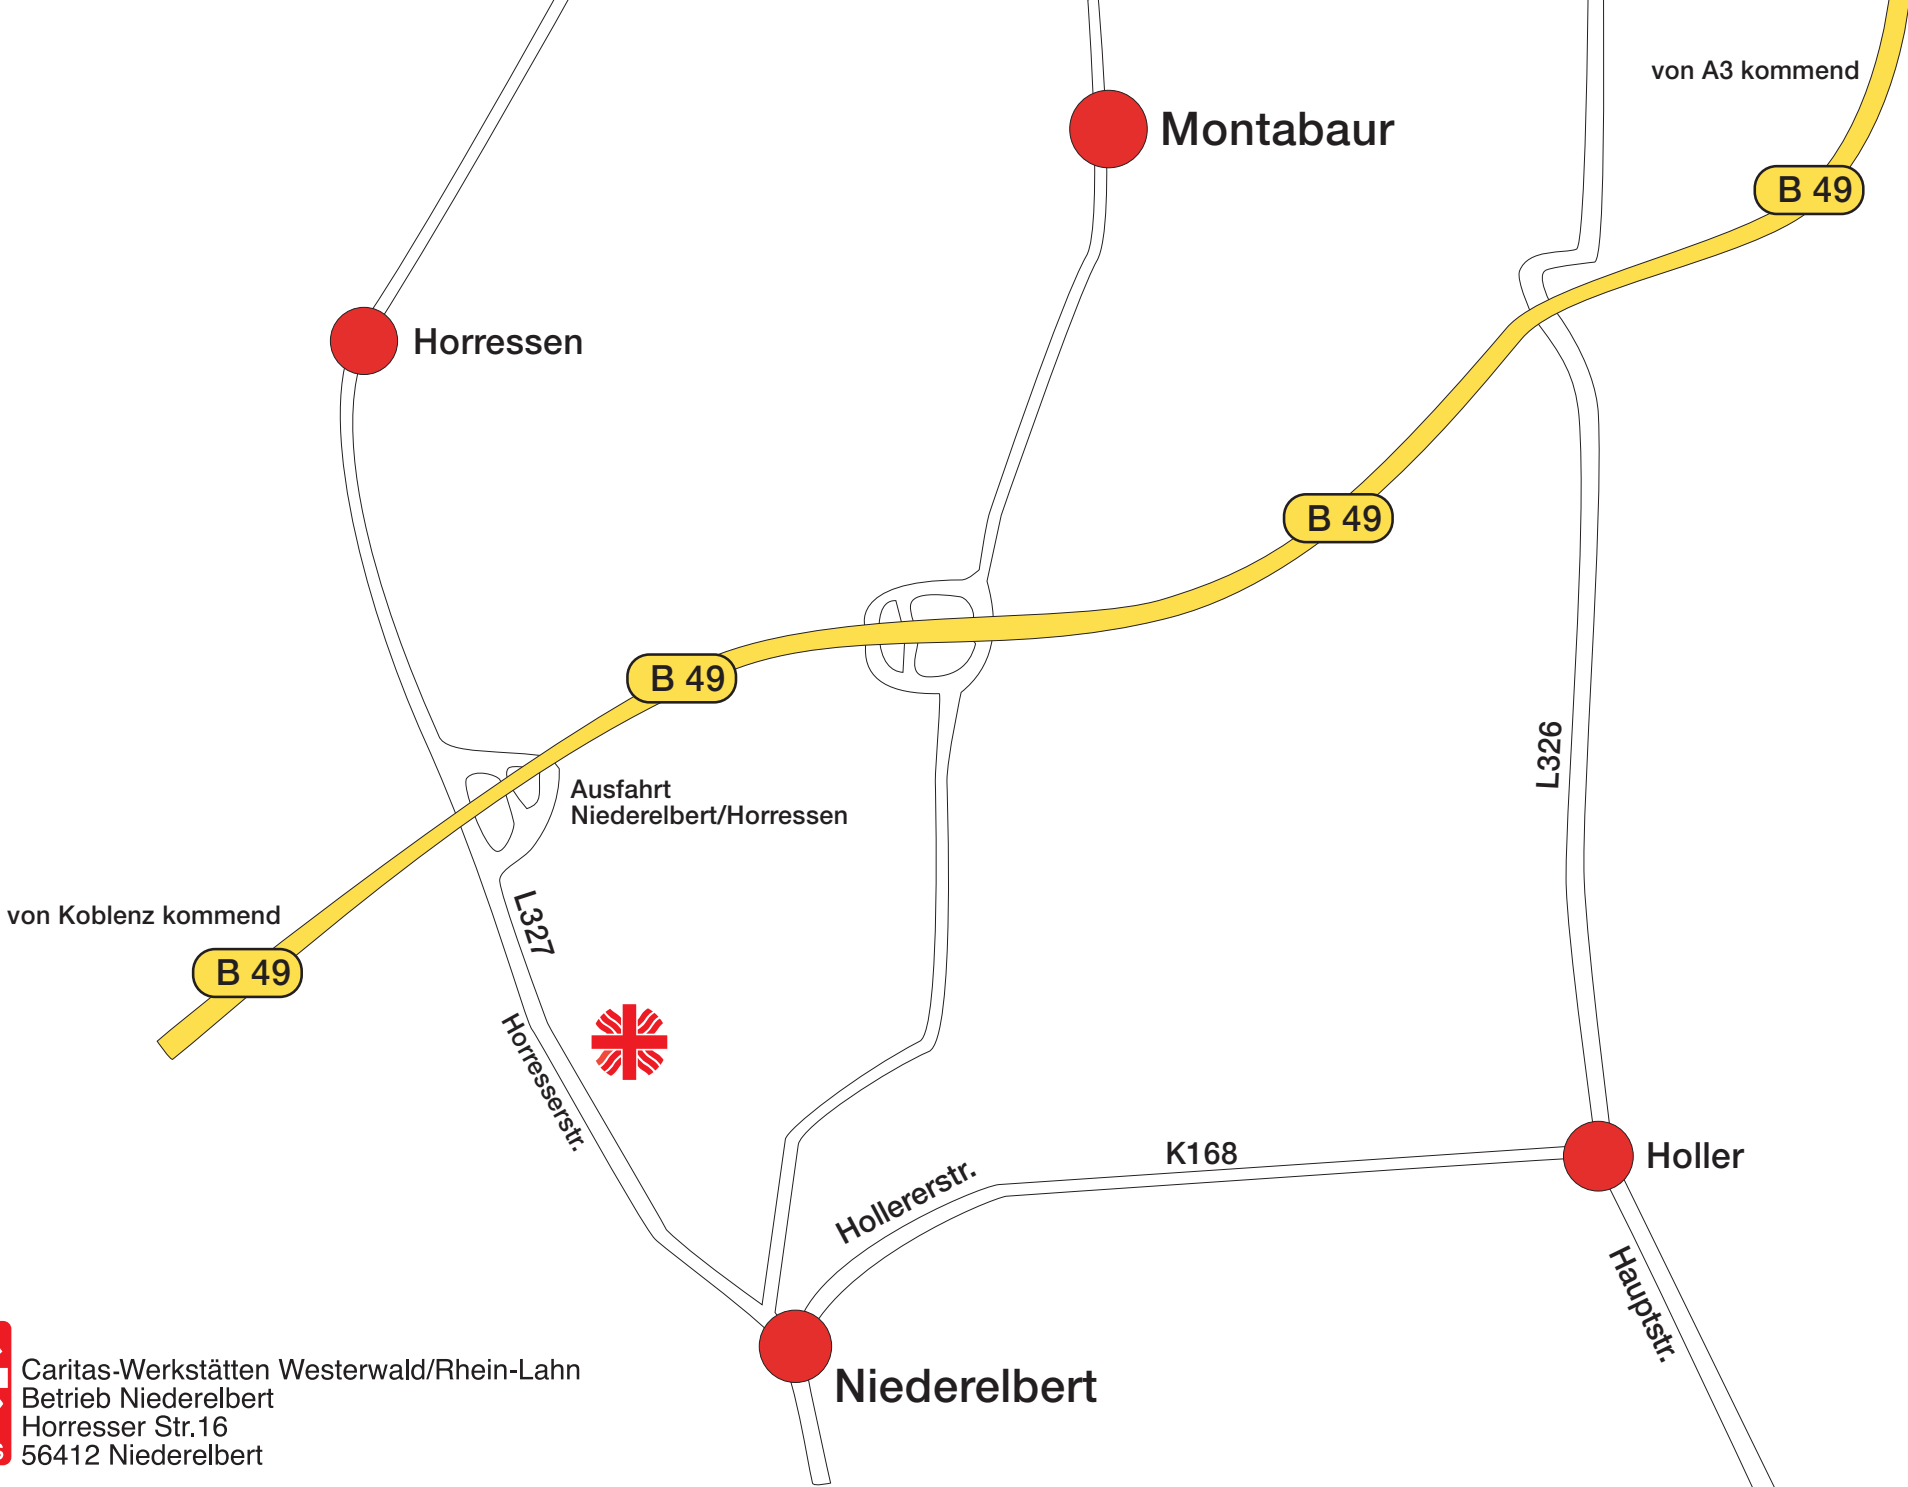 von A3 kommend
Montabaur
B 49
Horressen
B 49
B 49
L326
Ausfahrt
Niederelbert/Horressen
von Koblenz kommend
L327
B 49
Horresserstr.
K168
Holler
Hollererstr.
Hauptstr.
Niederelbert
Caritas-Werkstätten Westerwald/Rhein-Lahn
Betrieb Niederelbert
Horresser Str.16
56412 Niederelbert